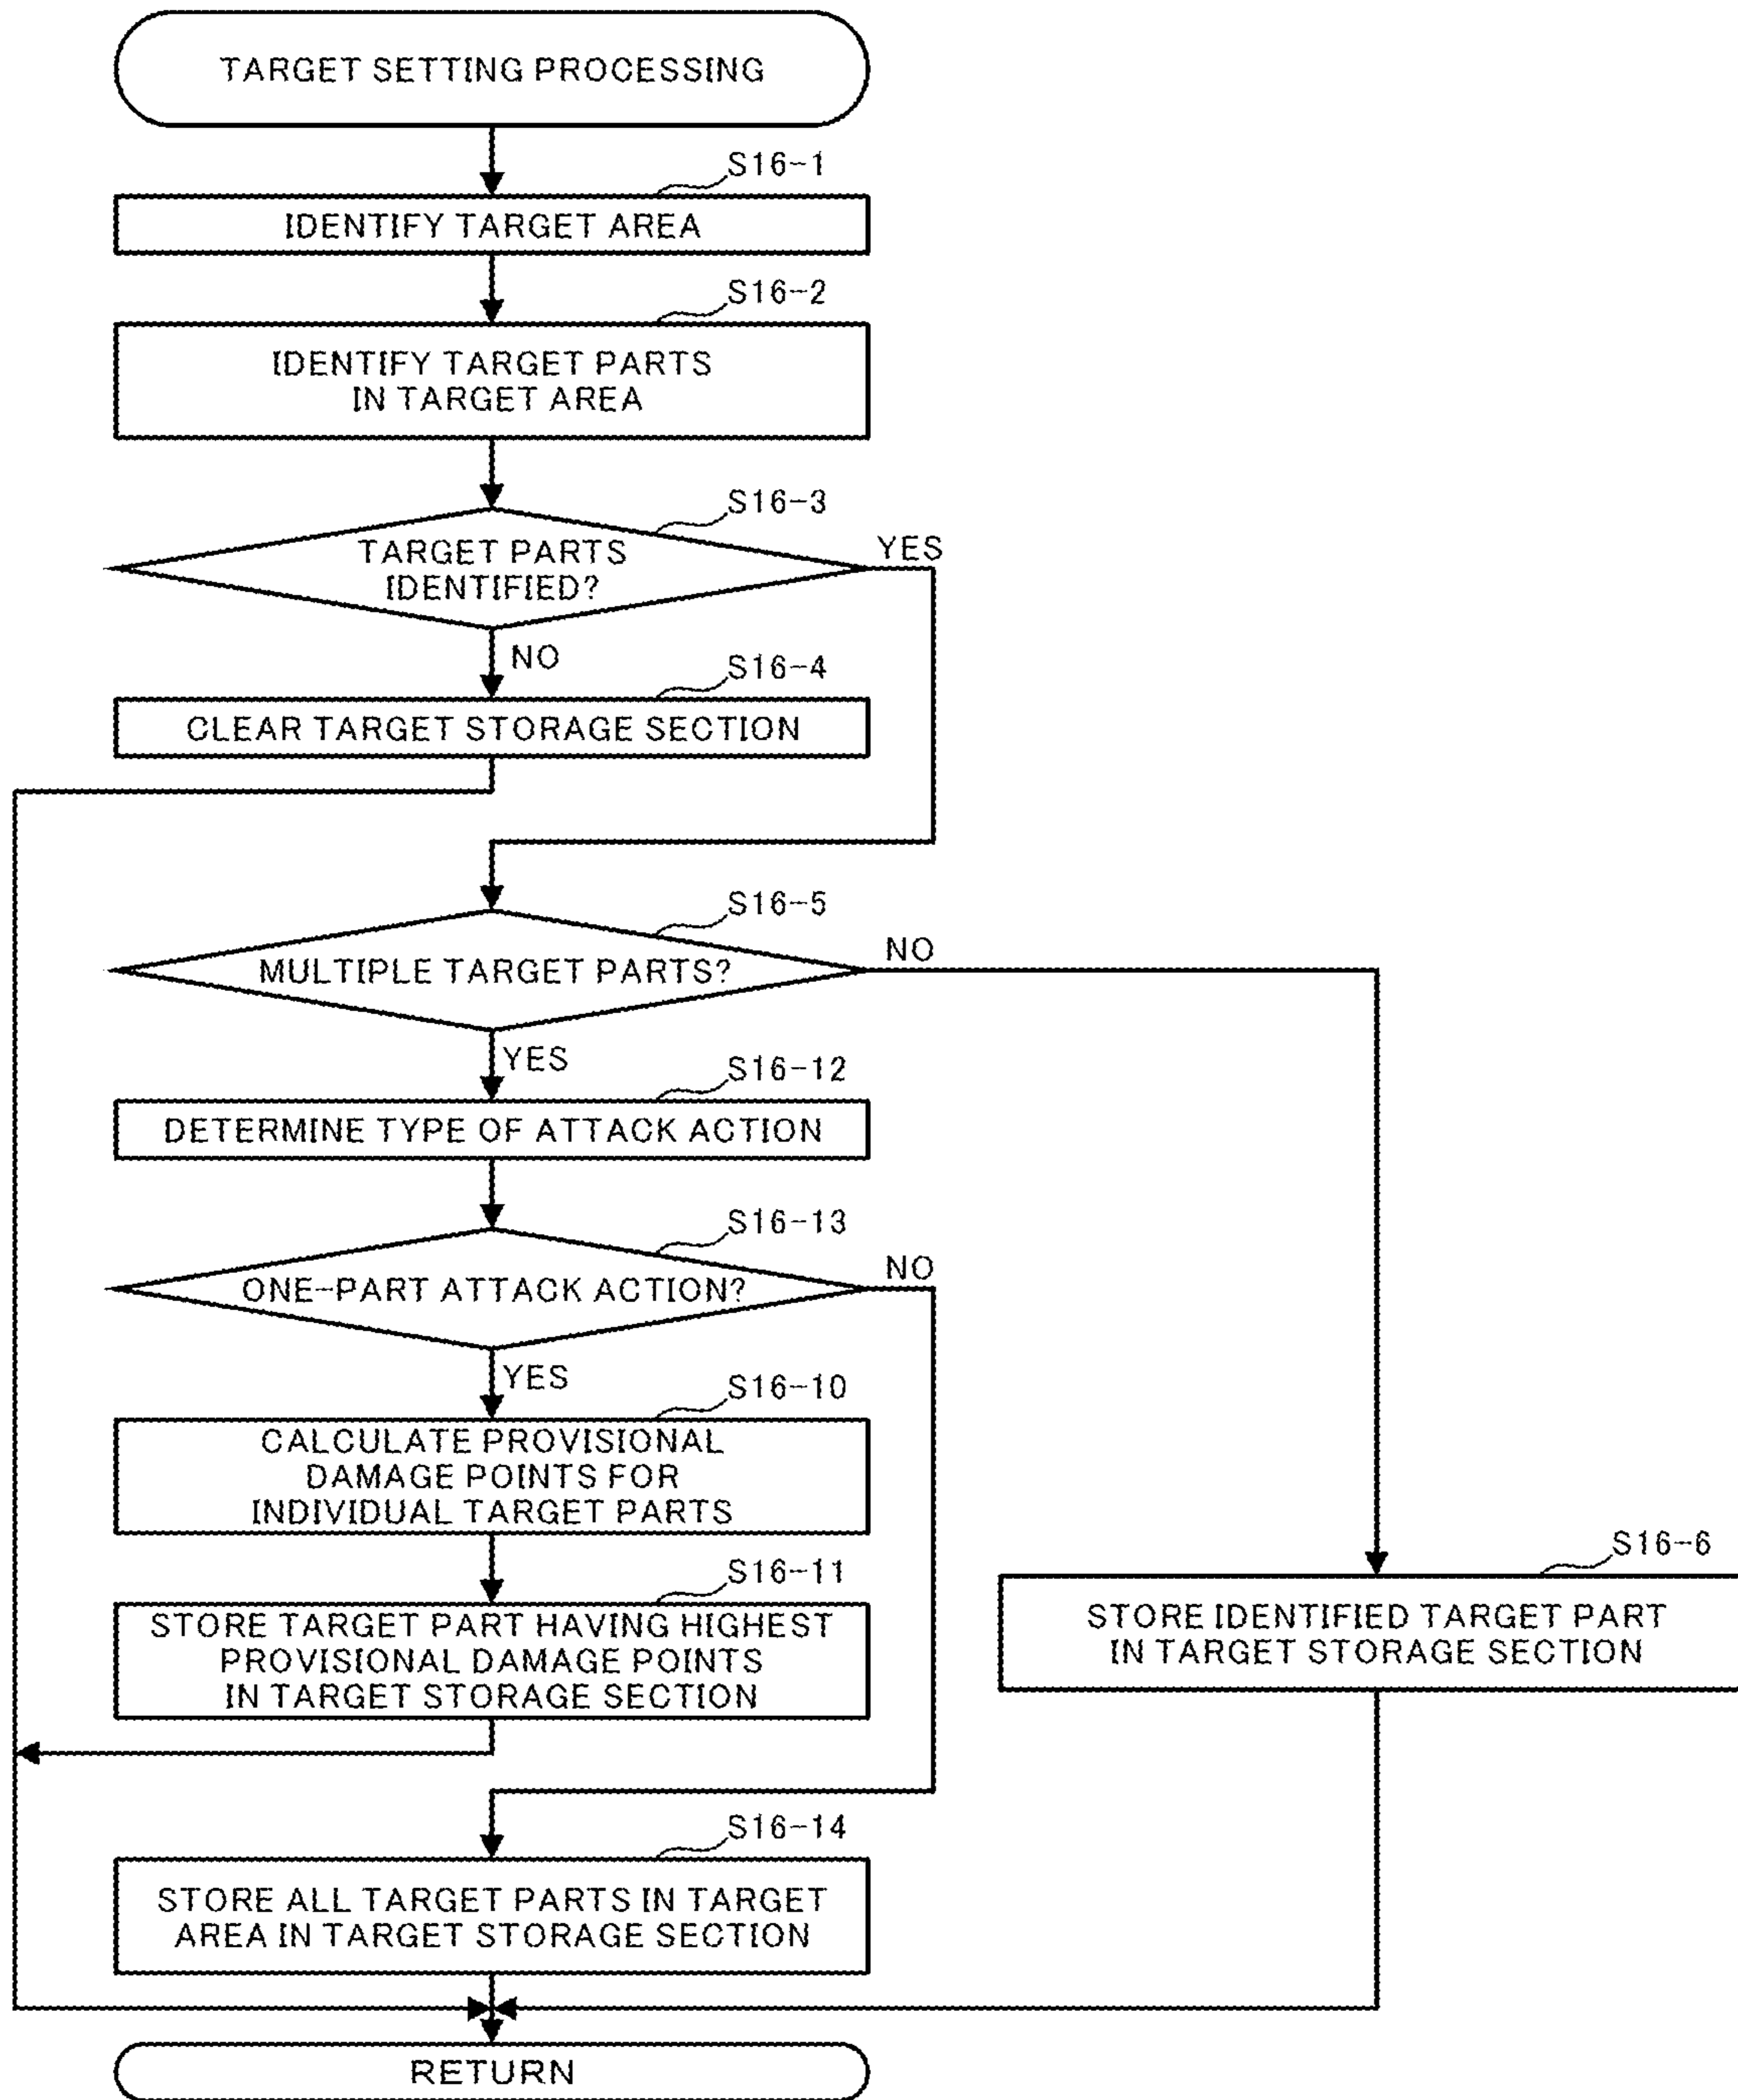 TARGET SETTING PROCESSING
S16-1
IDENTIFY TARGET AREA
S16-2
IDENTIFY TARGET PARTS
IN TARGET AREA
S16-3
TARGET PARTS
IDENTIFIED?
YES
NO
S16-4
CLEAR TARGET STORAGE SECTION
S16-5
MULTIPLE TARGET PARTS?
NO
YES
S16-12
DETERMINE TYPE OF ATTACK ACTION
S16-13
ONE-PART ATTACK ACTION?
NO
YES
S16-10
CALCULATE PROVISIONAL
DAMAGE POINTS FOR
INDIVIDUAL TARGET PARTS
S16-11
STORE TARGET PART HAVING HIGHEST
PROVISIONAL DAMAGE POINTS
IN TARGET STORAGE SECTION
S16-6
STORE IDENTIFIED TARGET PART
IN TARGET STORAGE SECTION
S16-14
STORE ALL TARGET PARTS IN TARGET
AREA IN TARGET STORAGE SECTION
RETURN